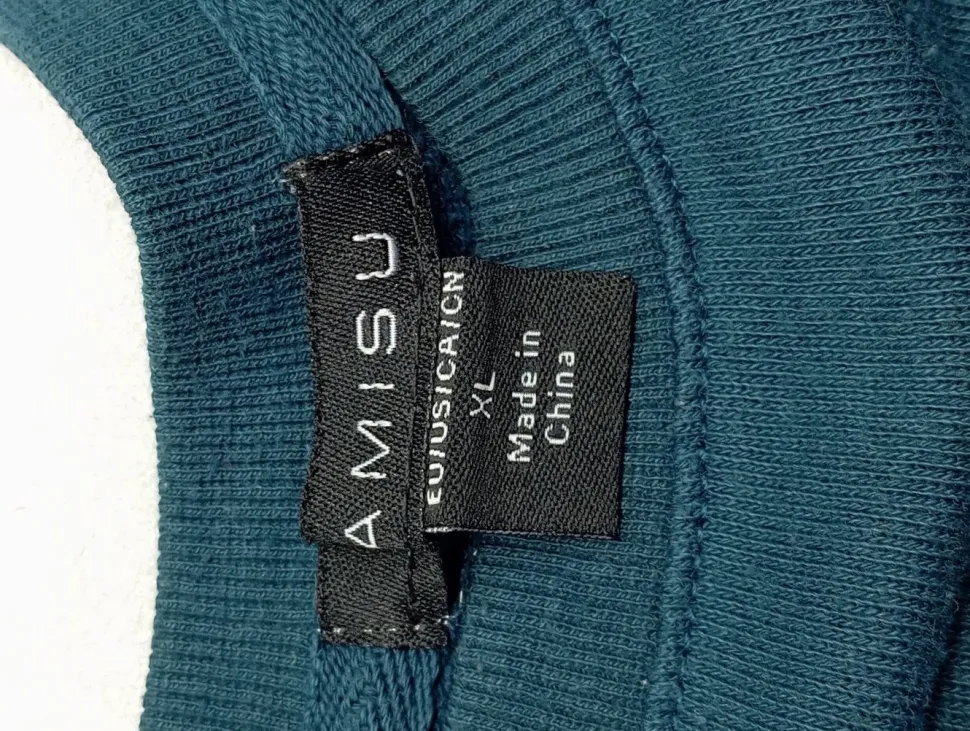 AMISU
EU/US/CA/CN
XL
Made in
China